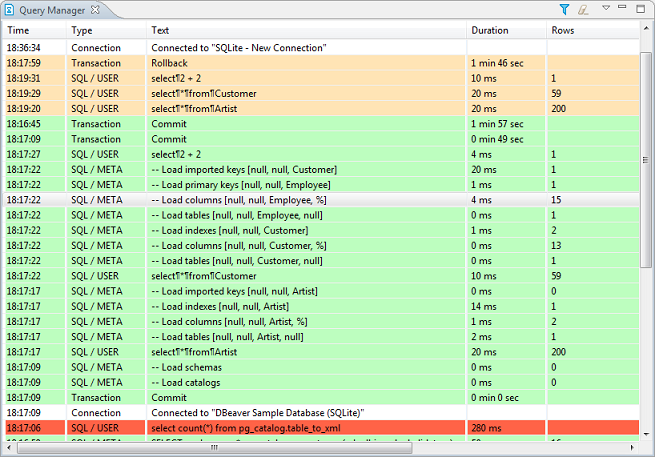 Query Manager
Time Type Text Duration Rows
18:36:34 Connection Connected to "SQLite - New Connection"
18:17:59 Transaction Rollback 1 min 46 sec
18:19:31 SQL / USER select¶2 + 2 10 ms 1
18:19:29 SQL / USER select¶*¶from¶Customer 20 ms 59
18:19:20 SQL / USER select¶*¶from¶Artist 20 ms 200
18:16:45 Transaction Commit 1 min 57 sec
18:17:09 Transaction Commit 0 min 49 sec
18:17:27 SQL / USER select¶2 + 2 4 ms 1
18:17:22 SQL / META -- Load imported keys [null, null, Customer] 20 ms 1
18:17:22 SQL / META -- Load primary keys [null, null, Employee] 1 ms 1
18:17:22 SQL / META -- Load columns [null, null, Employee, %] 4 ms 15
18:17:22 SQL / META -- Load tables [null, null, Employee, null] 0 ms 1
18:17:22 SQL / META -- Load indexes [null, null, Customer] 1 ms 2
18:17:22 SQL / META -- Load columns [null, null, Customer, %] 0 ms 13
18:17:22 SQL / META -- Load tables [null, null, Customer, null] 0 ms 1
18:17:22 SQL / USER select¶*¶from¶Customer 10 ms 59
18:17:17 SQL / META -- Load imported keys [null, null, Artist] 0 ms 0
18:17:17 SQL / META -- Load indexes [null, null, Artist] 14 ms 1
18:17:17 SQL / META -- Load columns [null, null, Artist, %] 1 ms 2
18:17:17 SQL / META -- Load tables [null, null, Artist, null] 2 ms 1
18:17:17 SQL / USER select¶*¶from¶Artist 20 ms 200
18:17:09 SQL / META -- Load schemas 0 ms 0
18:17:09 SQL / META -- Load catalogs 0 ms 0
18:17:09 Transaction Commit 0 min 0 sec
18:17:09 Connection Connected to "DBeaver Sample Database (SQLite)"
18:17:06 SQL / USER select count(*) from pg_catalog.table_to_xml 280 ms